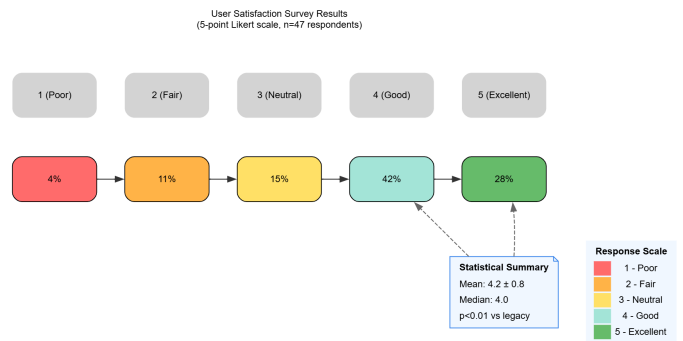 User Satisfaction Survey Results
(5-point Likert scale, n=47 respondents)
1 (Poor)
2 (Fair)
3 (Neutral)
4 (Good)
5 (Excellent)
4%
11%
15%
42%
28%
Statistical Summary
Mean: 4.2 ± 0.8
Median: 4.0
p<0.01 vs legacy
Response Scale
1 - Poor
2 - Fair
3 - Neutral
4 - Good
5 - Excellent